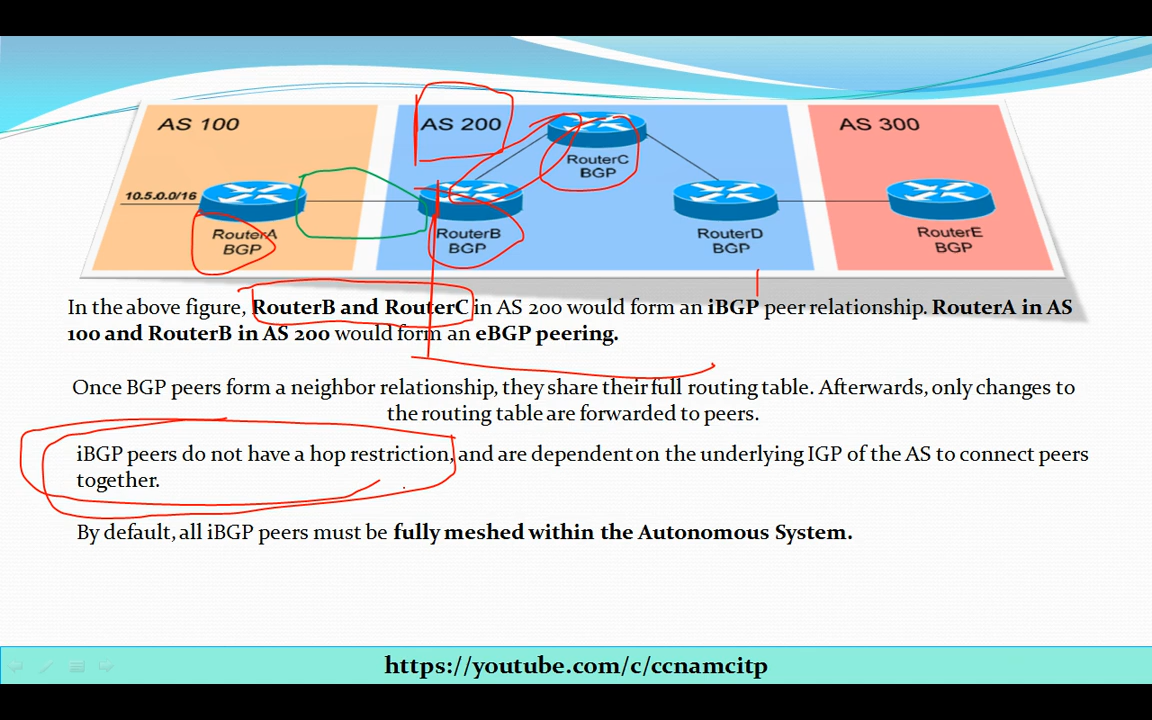 AS 100
AS 200
AS 300
RouterC
BGP
10.5.0.0/16
RouterA
BGP
RouterB
BGP
RouterD
BGP
RouterE
BGP
In the above figure, RouterB and RouterC in AS 200 would form an iBGP peer relationship. RouterA in AS
100 and RouterB in AS 200 would form an eBGP peering.
Once BGP peers form a neighbor relationship, they share their full routing table. Afterwards, only changes to
the routing table are forwarded to peers.
iBGP peers do not have a hop restriction, and are dependent on the underlying IGP of the AS to connect peers
together.
By default, all iBGP peers must be fully meshed within the Autonomous System.
https://youtube.com/c/ccnamcitp